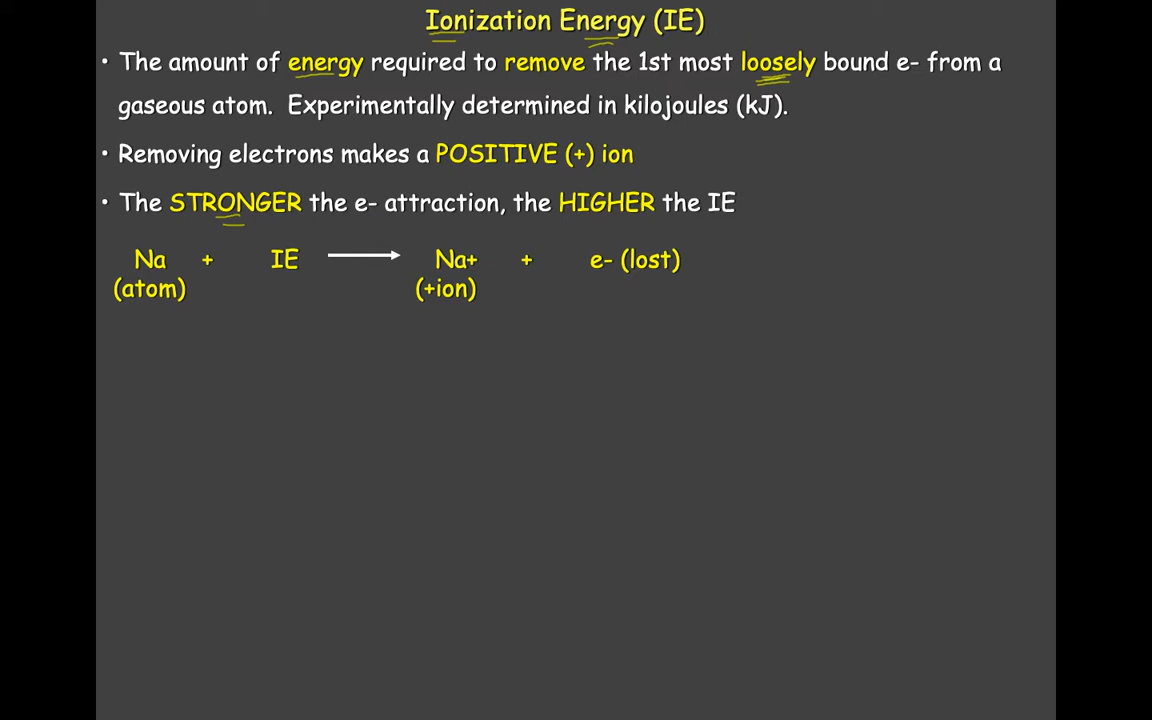 Ionization Energy (IE)
• The amount of energy required to remove the 1st most loosely bound e- from a
gaseous atom. Experimentally determined in kilojoules (kJ).
• Removing electrons makes a POSITIVE (+) ion
• The STRONGER the e- attraction, the HIGHER the IE
Na + IE ⟶ Na+ + e- (lost)
(atom) (+ion)